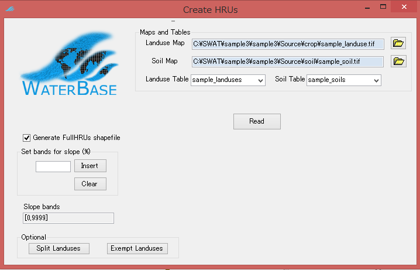 Create HRUs
Maps and Tables
Landuse Map C:¥SWAT¥sample3¥sample3¥Source¥crop¥sample_landuse.tif
Soil Map C:¥SWAT¥sample3¥sample3¥Source¥soil¥sample_soil.tif
Landuse Table sample_landuses Soil Table sample_soils
WATERBASE
Read
Generate FullHRUs shapefile
Set bands for slope (%)
Insert
Clear
Slope bands
[0,9999]
Optional
Split Landuses Exempt Landuses